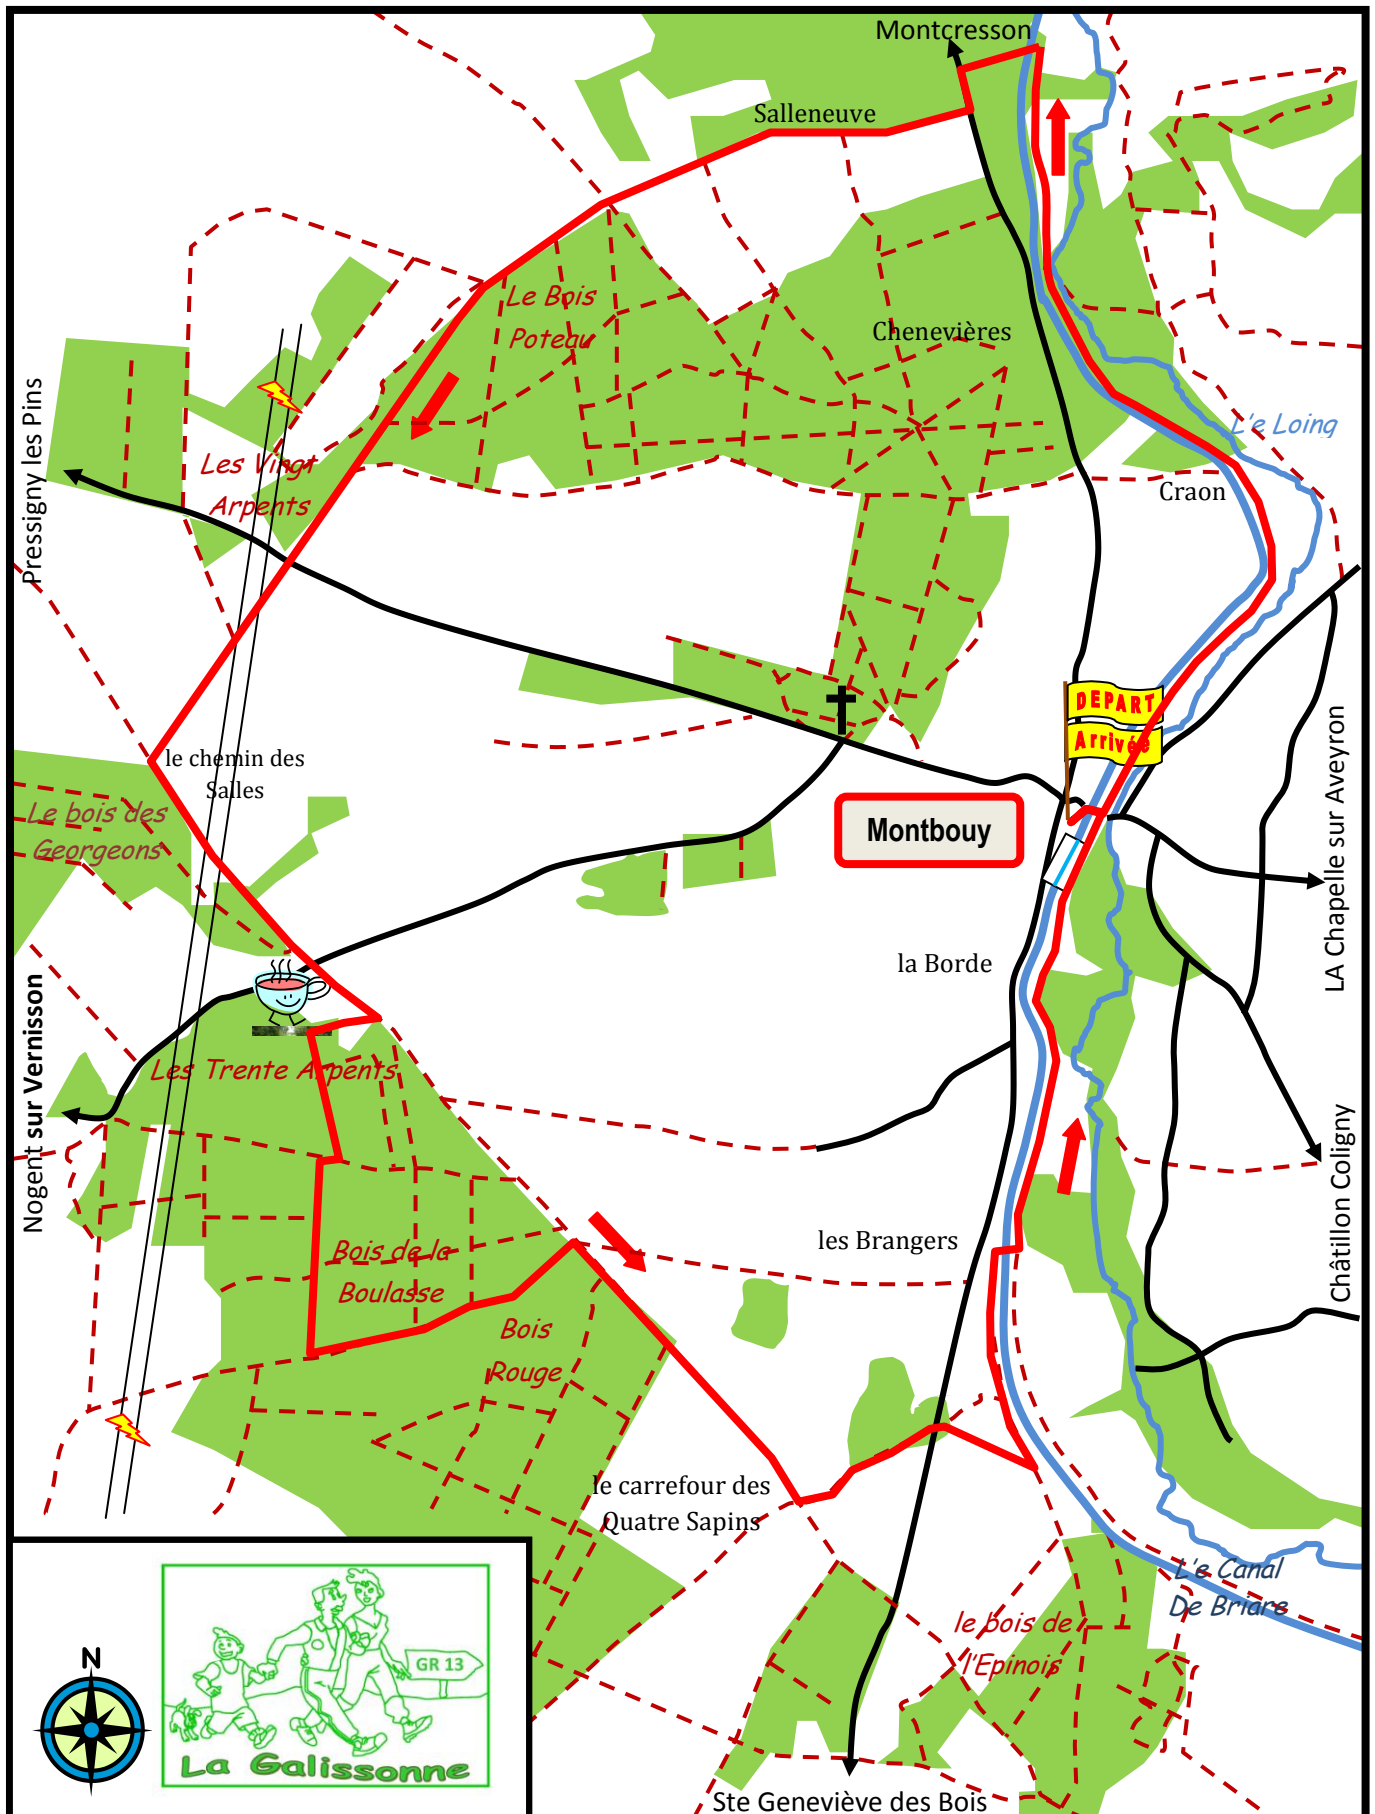 Montcresson
Salleneuve
Le Bois
Poteau
Chenevières
Pressigny les Pins
L'e Loing
Les Vingt
Arpents
Craon
DEPART
Arrivée
le chemin des
Salles
Le bois des
Georgeons
Montbouy
LA Chapelle sur Aveyron
la Borde
Nogent sur Vernisson
Les Trente Arpents
Châtillon Coligny
les Brangers
Bois de la
Boulasse
Bois
Rouge
le carrefour des
Quatre Sapins
L'e Canal
De Briare
le bois de
l'Epinois
N
GR 13
La Galissonne
Ste Geneviève des Bois